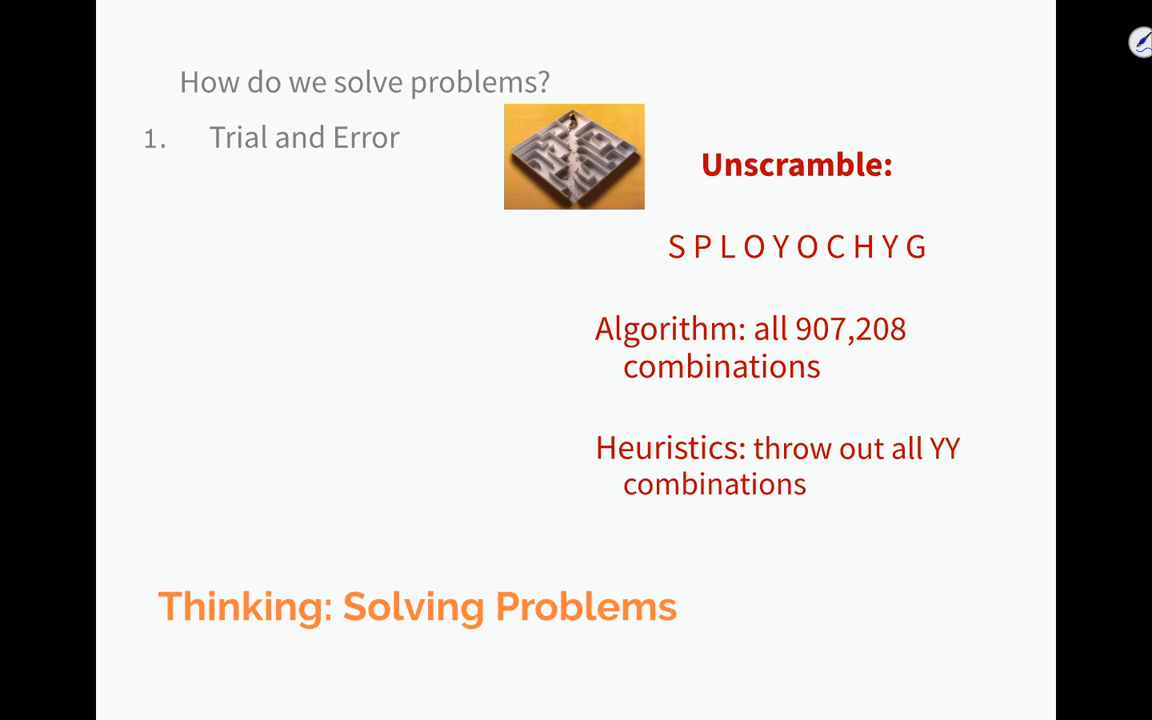 How do we solve problems?
1. Trial and Error
Unscramble:
S P L O Y O C H Y G
Algorithm: all 907,208
combinations
Heuristics: throw out all YY
combinations
Thinking: Solving Problems